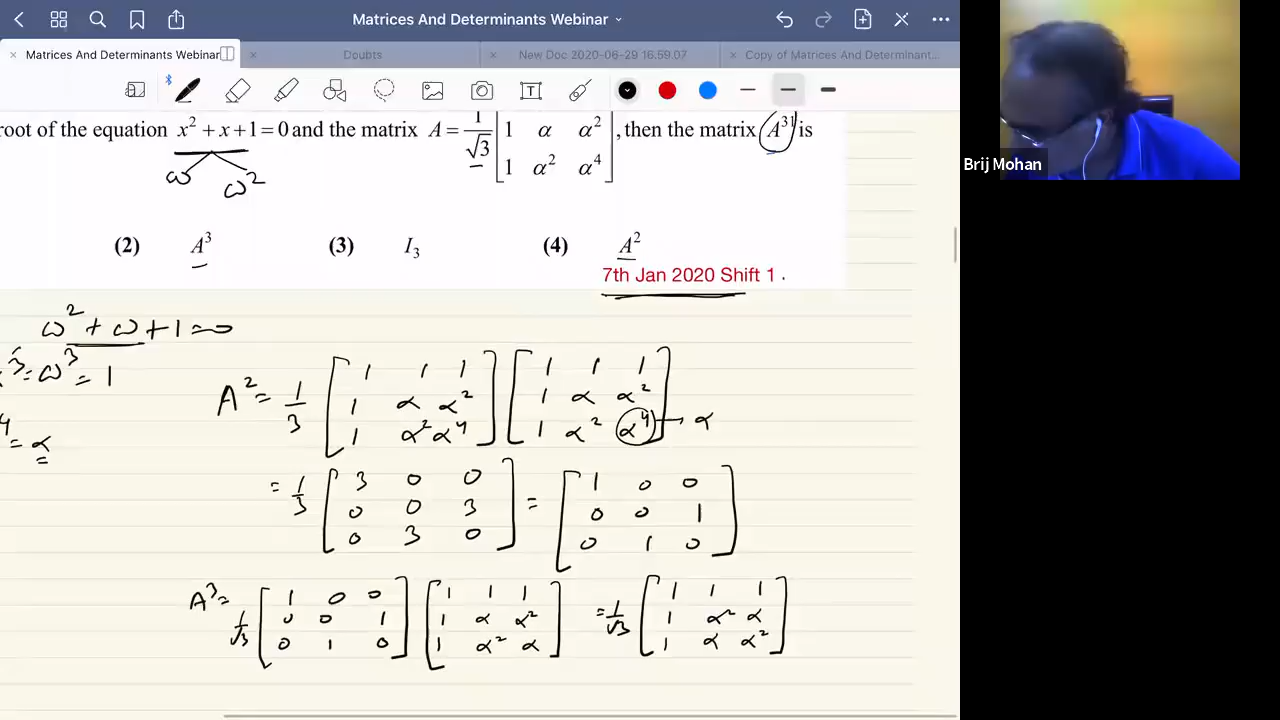 Matrices And Determinants Webinar
Matrices And Determinants Webinar
Doubts
New Doc 2020-06-29 16.59.07
Copy of Matrices And Determinant...
T
root of the equation x² + x + 1 = 0 and the matrix A = 1/√3 [1 α α²], then the matrix A³¹ is
1 α² α⁴
ω ω²
(2) A³ (3) I₃ (4) A²
7th Jan 2020 Shift 1
ω² + ω + 1 = 0
³ = ω³ = 1
⁴ = α
A² = 1/3 [1 1 1] [1 1 1]
1 α α² 1 α α²
1 α² α⁴ 1 α² α⁴ → α
= 1/3 [3 0 0] = [1 0 0]
0 0 3 0 0 1
0 3 0 0 1 0
A³ = 1/√3 [1 0 0] [1 1 1] = 1/√3 [1 1 1]
0 0 1 1 α α² 1 α² α
0 1 0 1 α² α 1 α α²
Brij Mohan